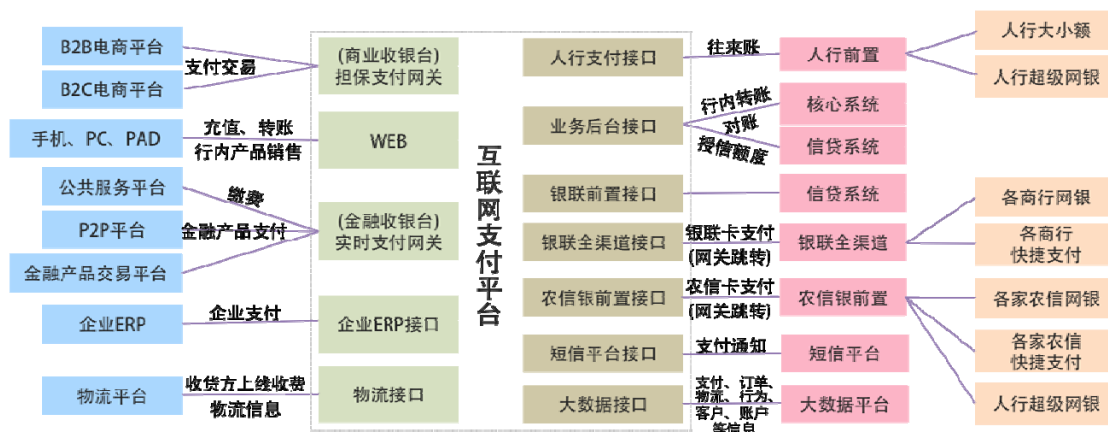 B2B电商平台
支付交易
B2C电商平台
手机、PC、PAD
充值、转账
行内产品销售
公共服务平台
缴费
P2P平台
金融产品支付
金融产品交易平台
企业ERP
企业支付
物流平台
收货方上线收费
物流信息
(商业收银台)
担保支付网关
WEB
(金融收银台)
实时支付网关
企业ERP接口
物流接口
互联网支付平台
人行支付接口
业务后台接口
银联前置接口
银联全渠道接口
农信银前置接口
短信平台接口
大数据接口
往来账
行内转账
对账
授信额度
银联卡支付
(网关跳转)
农信卡支付
(网关跳转)
支付通知
支付、订单、
物流、行为、
客户、账户
等信息
人行前置
核心系统
信贷系统
信贷系统
银联全渠道
农信银前置
短信平台
大数据平台
人行大小额
人行超级网银
各商行网银
各商行
快捷支付
各家农信网银
各家农信
快捷支付
人行超级网银